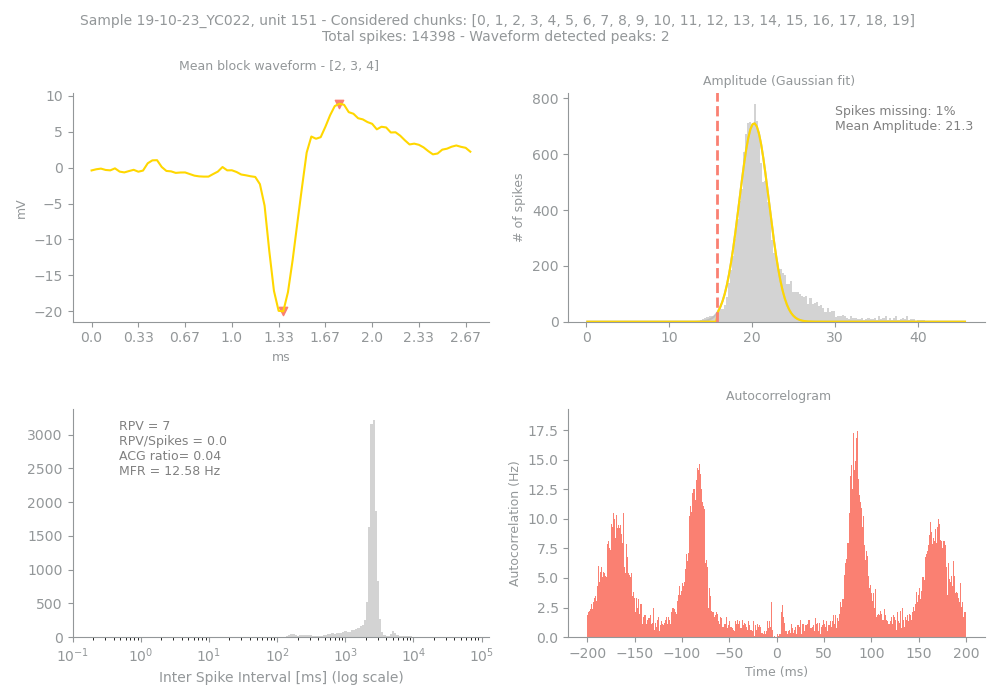 Sample 19-10-23_YC022, unit 151 - Considered chunks: [0, 1, 2, 3, 4, 5, 6, 7, 8, 9, 10, 11, 12, 13, 14, 15, 16, 17, 18, 19]
Total spikes: 14398 - Waveform detected peaks: 2
Mean block waveform - [2, 3, 4]
10
5
0
−5
−10
−15
−20
mV
0.0 0.33 0.67 1.0 1.33 1.67 2.0 2.33 2.67
ms
Amplitude (Gaussian fit)
Spikes missing: 1%
Mean Amplitude: 21.3
800
600
400
200
0
# of spikes
0 10 20 30 40
RPV = 7
RPV/Spikes = 0.0
ACG ratio= 0.04
MFR = 12.58 Hz
3000
2500
2000
1500
1000
500
0
10⁻¹ 10⁰ 10¹ 10² 10³ 10⁴ 10⁵
Inter Spike Interval [ms] (log scale)
Autocorrelogram
17.5
15.0
12.5
10.0
7.5
5.0
2.5
0.0
Autocorrelation (Hz)
−200 −150 −100 −50 0 50 100 150 200
Time (ms)